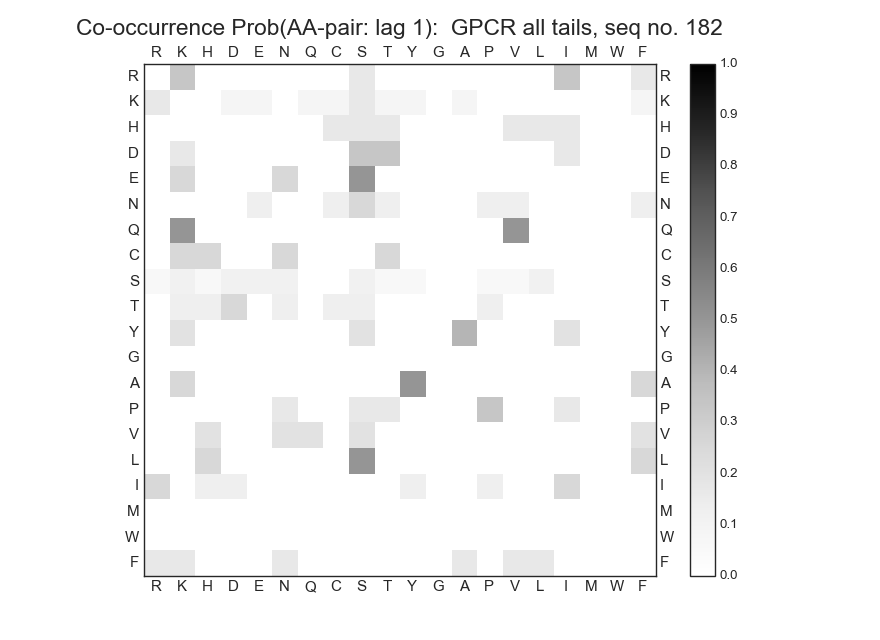 Co-occurrence Prob(AA-pair: lag 1):  GPCR all tails, seq no. 182
R K H D E N Q C S T Y G A P V L I M W F
R R
K K
H H
D D
E E
N N
Q Q
C C
S S
T T
Y Y
G G
A A
P P
V V
L L
I I
M M
W W
F F
R K H D E N Q C S T Y G A P V L I M W F
1.0
0.9
0.8
0.7
0.6
0.5
0.4
0.3
0.2
0.1
0.0